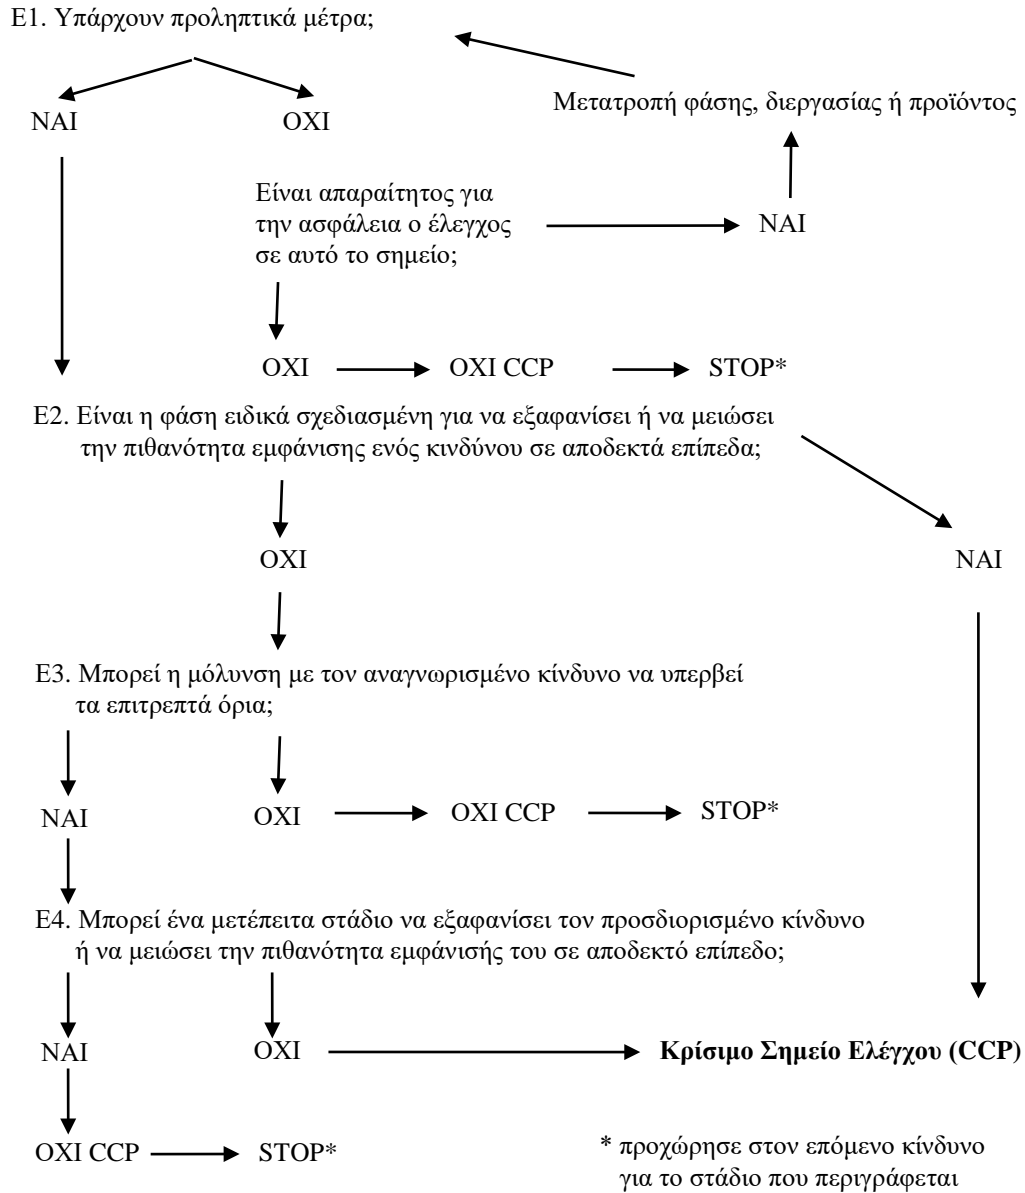 Ε1. Υπάρχουν προληπτικά μέτρα;
Μετατροπή φάσης, διεργασίας ή προϊόντος
ΝΑΙ
ΟΧΙ
Είναι απαραίτητος για
την ασφάλεια ο έλεγχος
σε αυτό το σημείο;
ΝΑΙ
ΟΧΙ
ΟΧΙ CCP
STOP*
Ε2. Είναι η φάση ειδικά σχεδιασμένη για να εξαφανίσει ή να μειώσει
την πιθανότητα εμφάνισης ενός κινδύνου σε αποδεκτά επίπεδα;
ΟΧΙ
ΝΑΙ
Ε3. Μπορεί η μόλυνση με τον αναγνωρισμένο κίνδυνο να υπερβεί
τα επιτρεπτά όρια;
ΝΑΙ
ΟΧΙ
ΟΧΙ CCP
STOP*
Ε4. Μπορεί ένα μετέπειτα στάδιο να εξαφανίσει τον προσδιορισμένο κίνδυνο
ή να μειώσει την πιθανότητα εμφάνισής του σε αποδεκτό επίπεδο;
ΝΑΙ
ΟΧΙ
Κρίσιμο Σημείο Ελέγχου (CCP)
ΟΧΙ CCP
STOP*
* προχώρησε στον επόμενο κίνδυνο
για το στάδιο που περιγράφεται